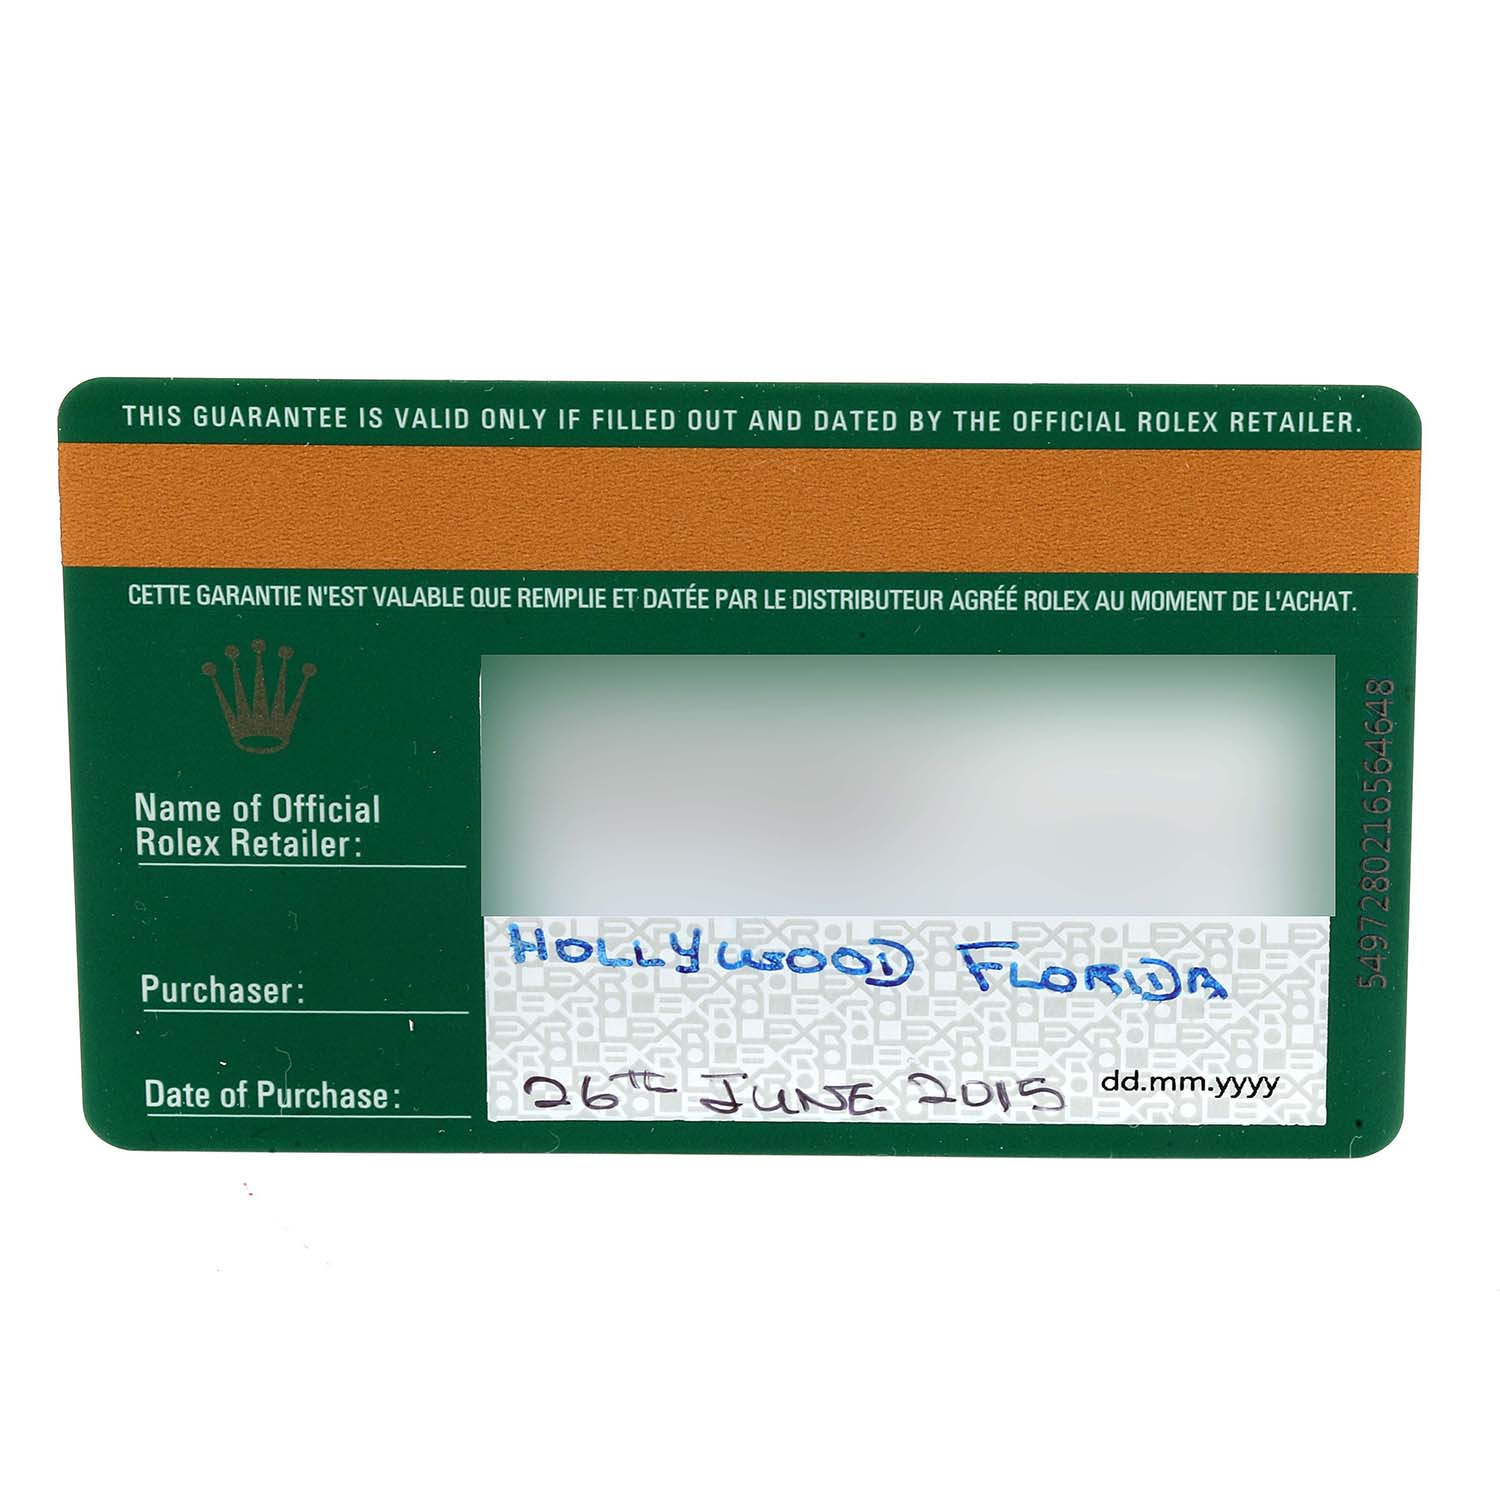 THIS GUARANTEE IS VALID ONLY IF FILLED OUT AND DATED BY THE OFFICIAL ROLEX RETAILER.
CETTE GARANTIE N'EST VALABLE QUE REMPLIE ET DATÉE PAR LE DISTRIBUTEUR AGRÉÉ ROLEX AU MOMENT DE L'ACHAT.
Name of Official
Rolex Retailer:
HOLLYWOOD FLORIDA
Purchaser:
Date of Purchase: 26TH JUNE 2015 dd.mm.yyyy
5497280216564648